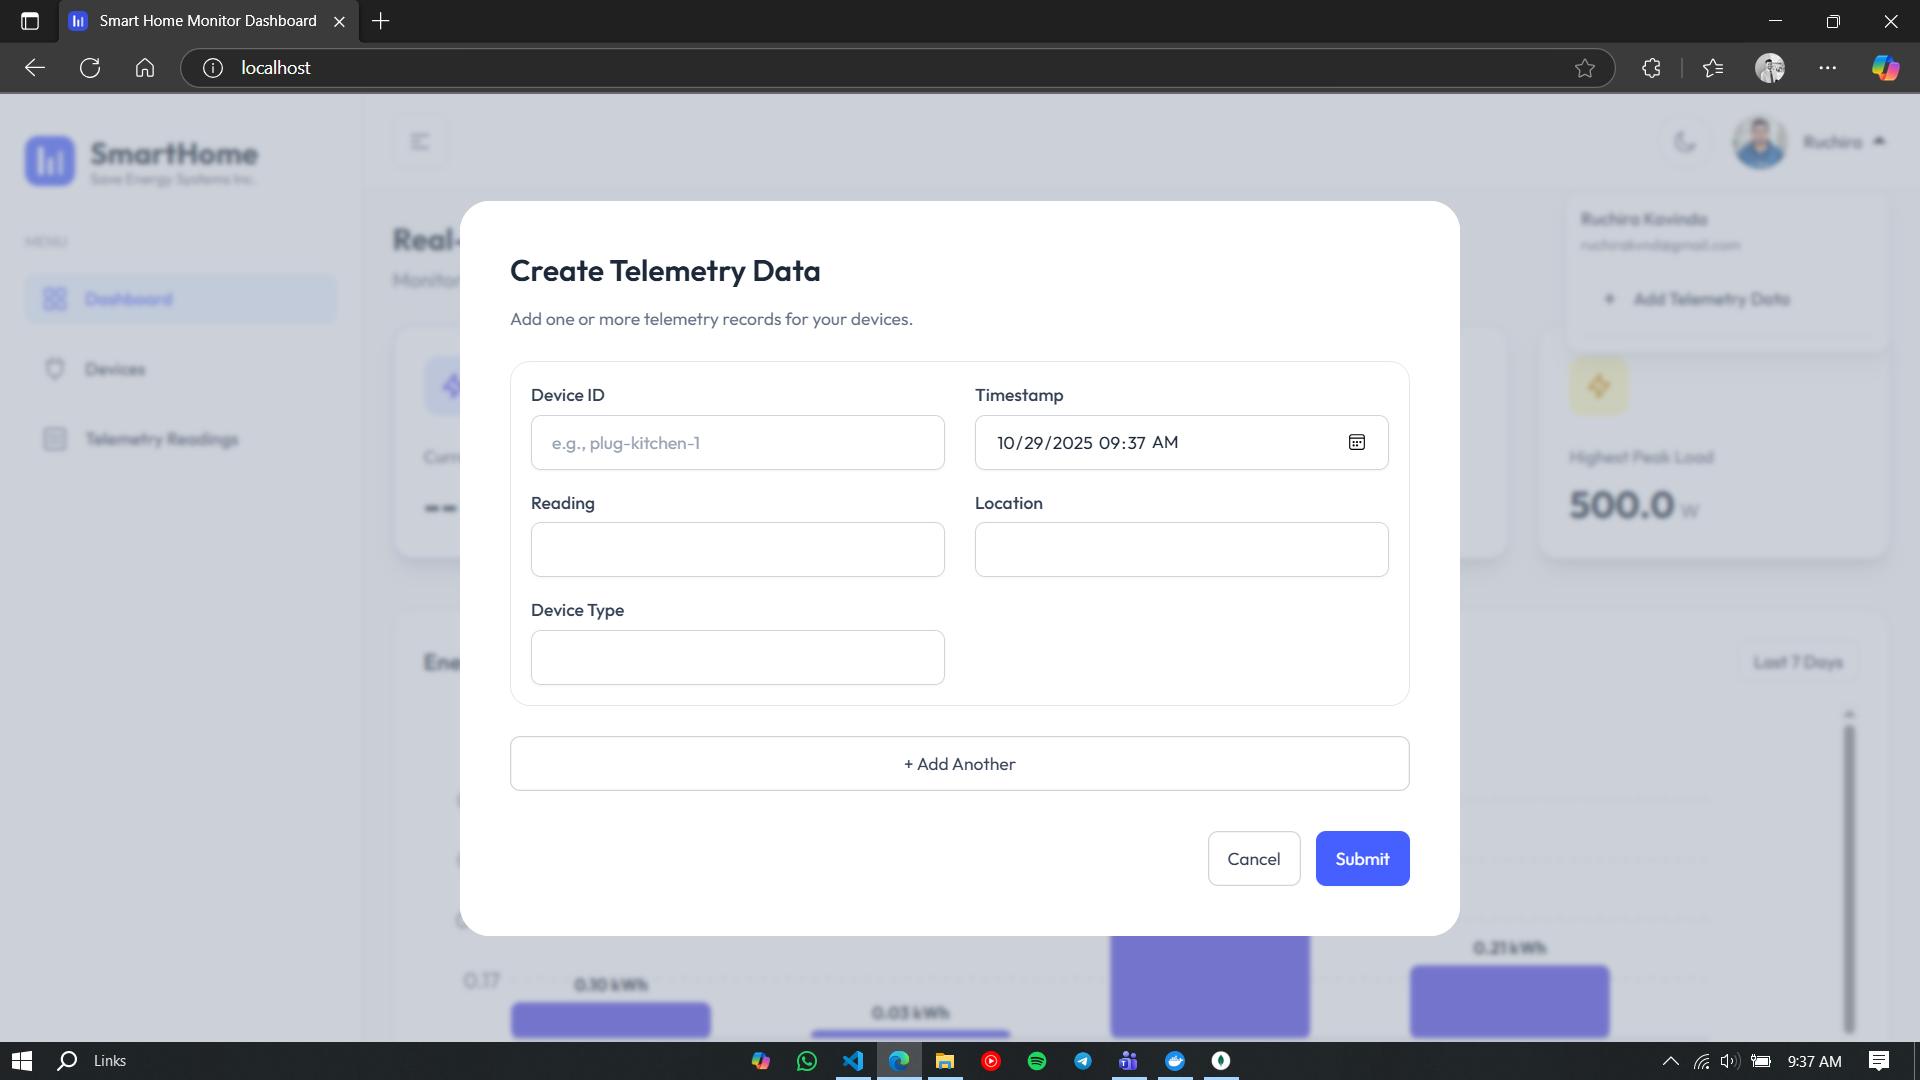 Smart Home Monitor Dashboard
localhost
SmartHome
Save Energy Systems Inc.
Ruchira
MENU
Dashboard
Devices
Telemetry Readings
Real-
Monitor
Ruchira Kavinda
ruchirakvnd@gmail.com
+ Add Telemetry Data
Create Telemetry Data
Add one or more telemetry records for your devices.
Device ID
Timestamp
e.g., plug-kitchen-1
10/29/2025 09:37 AM
Reading
Location
Device Type
+ Add Another
Cancel
Submit
Curr
--
Highest Peak Load
500.0 W
Ene
Last 7 Days
0.17
0.10 kWh
0.03 kWh
0.21 kWh
Links
9:37 AM